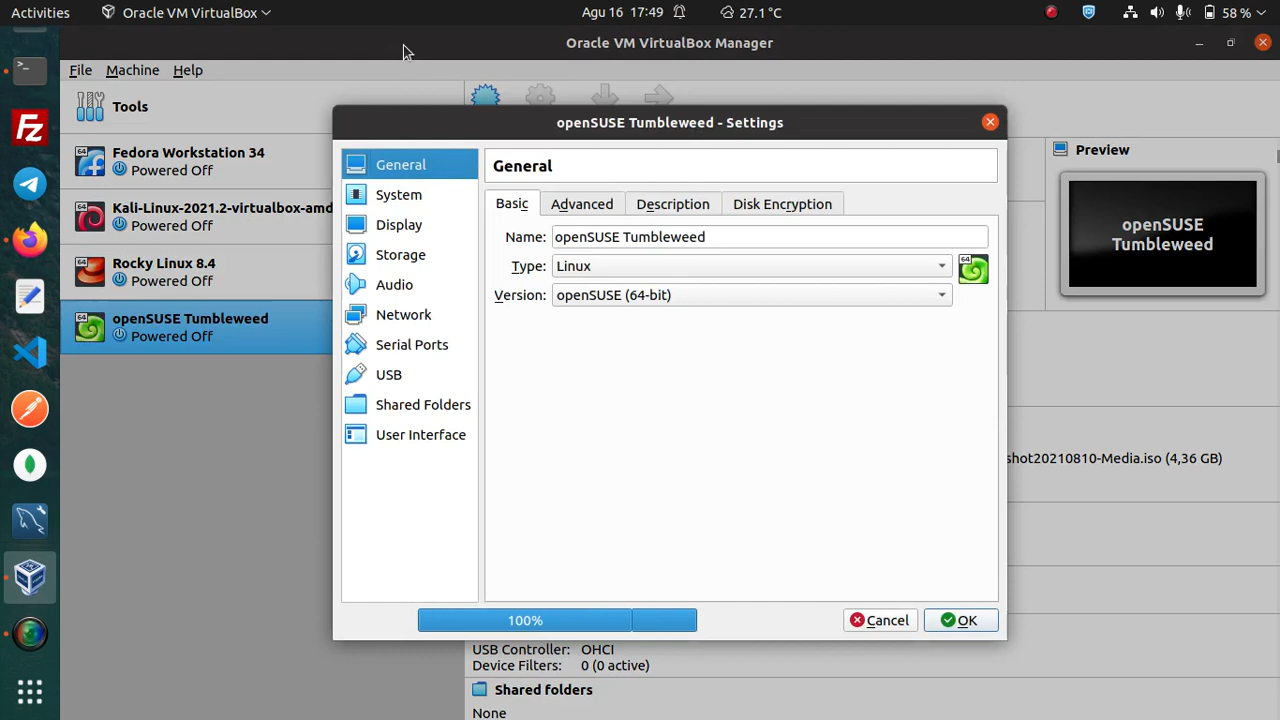 Activities
Oracle VM VirtualBox
Agu 16 17:49
27.1 °C
58 %
Oracle VM VirtualBox Manager
File Machine Help
Tools
Fedora Workstation 34
Powered Off
Kali-Linux-2021.2-virtualbox-amd
Powered Off
Rocky Linux 8.4
Powered Off
openSUSE Tumbleweed
Powered Off
openSUSE Tumbleweed - Settings
General
System
Display
Storage
Audio
Network
Serial Ports
USB
Shared Folders
User Interface
General
Basic Advanced Description Disk Encryption
Name: openSUSE Tumbleweed
Type: Linux
Version: openSUSE (64-bit)
64
100%
Cancel OK
Preview
openSUSE
Tumbleweed
shot20210810-Media.iso (4,36 GB)
USB Controller: OHCI
Device Filters: 0 (0 active)
Shared folders
None